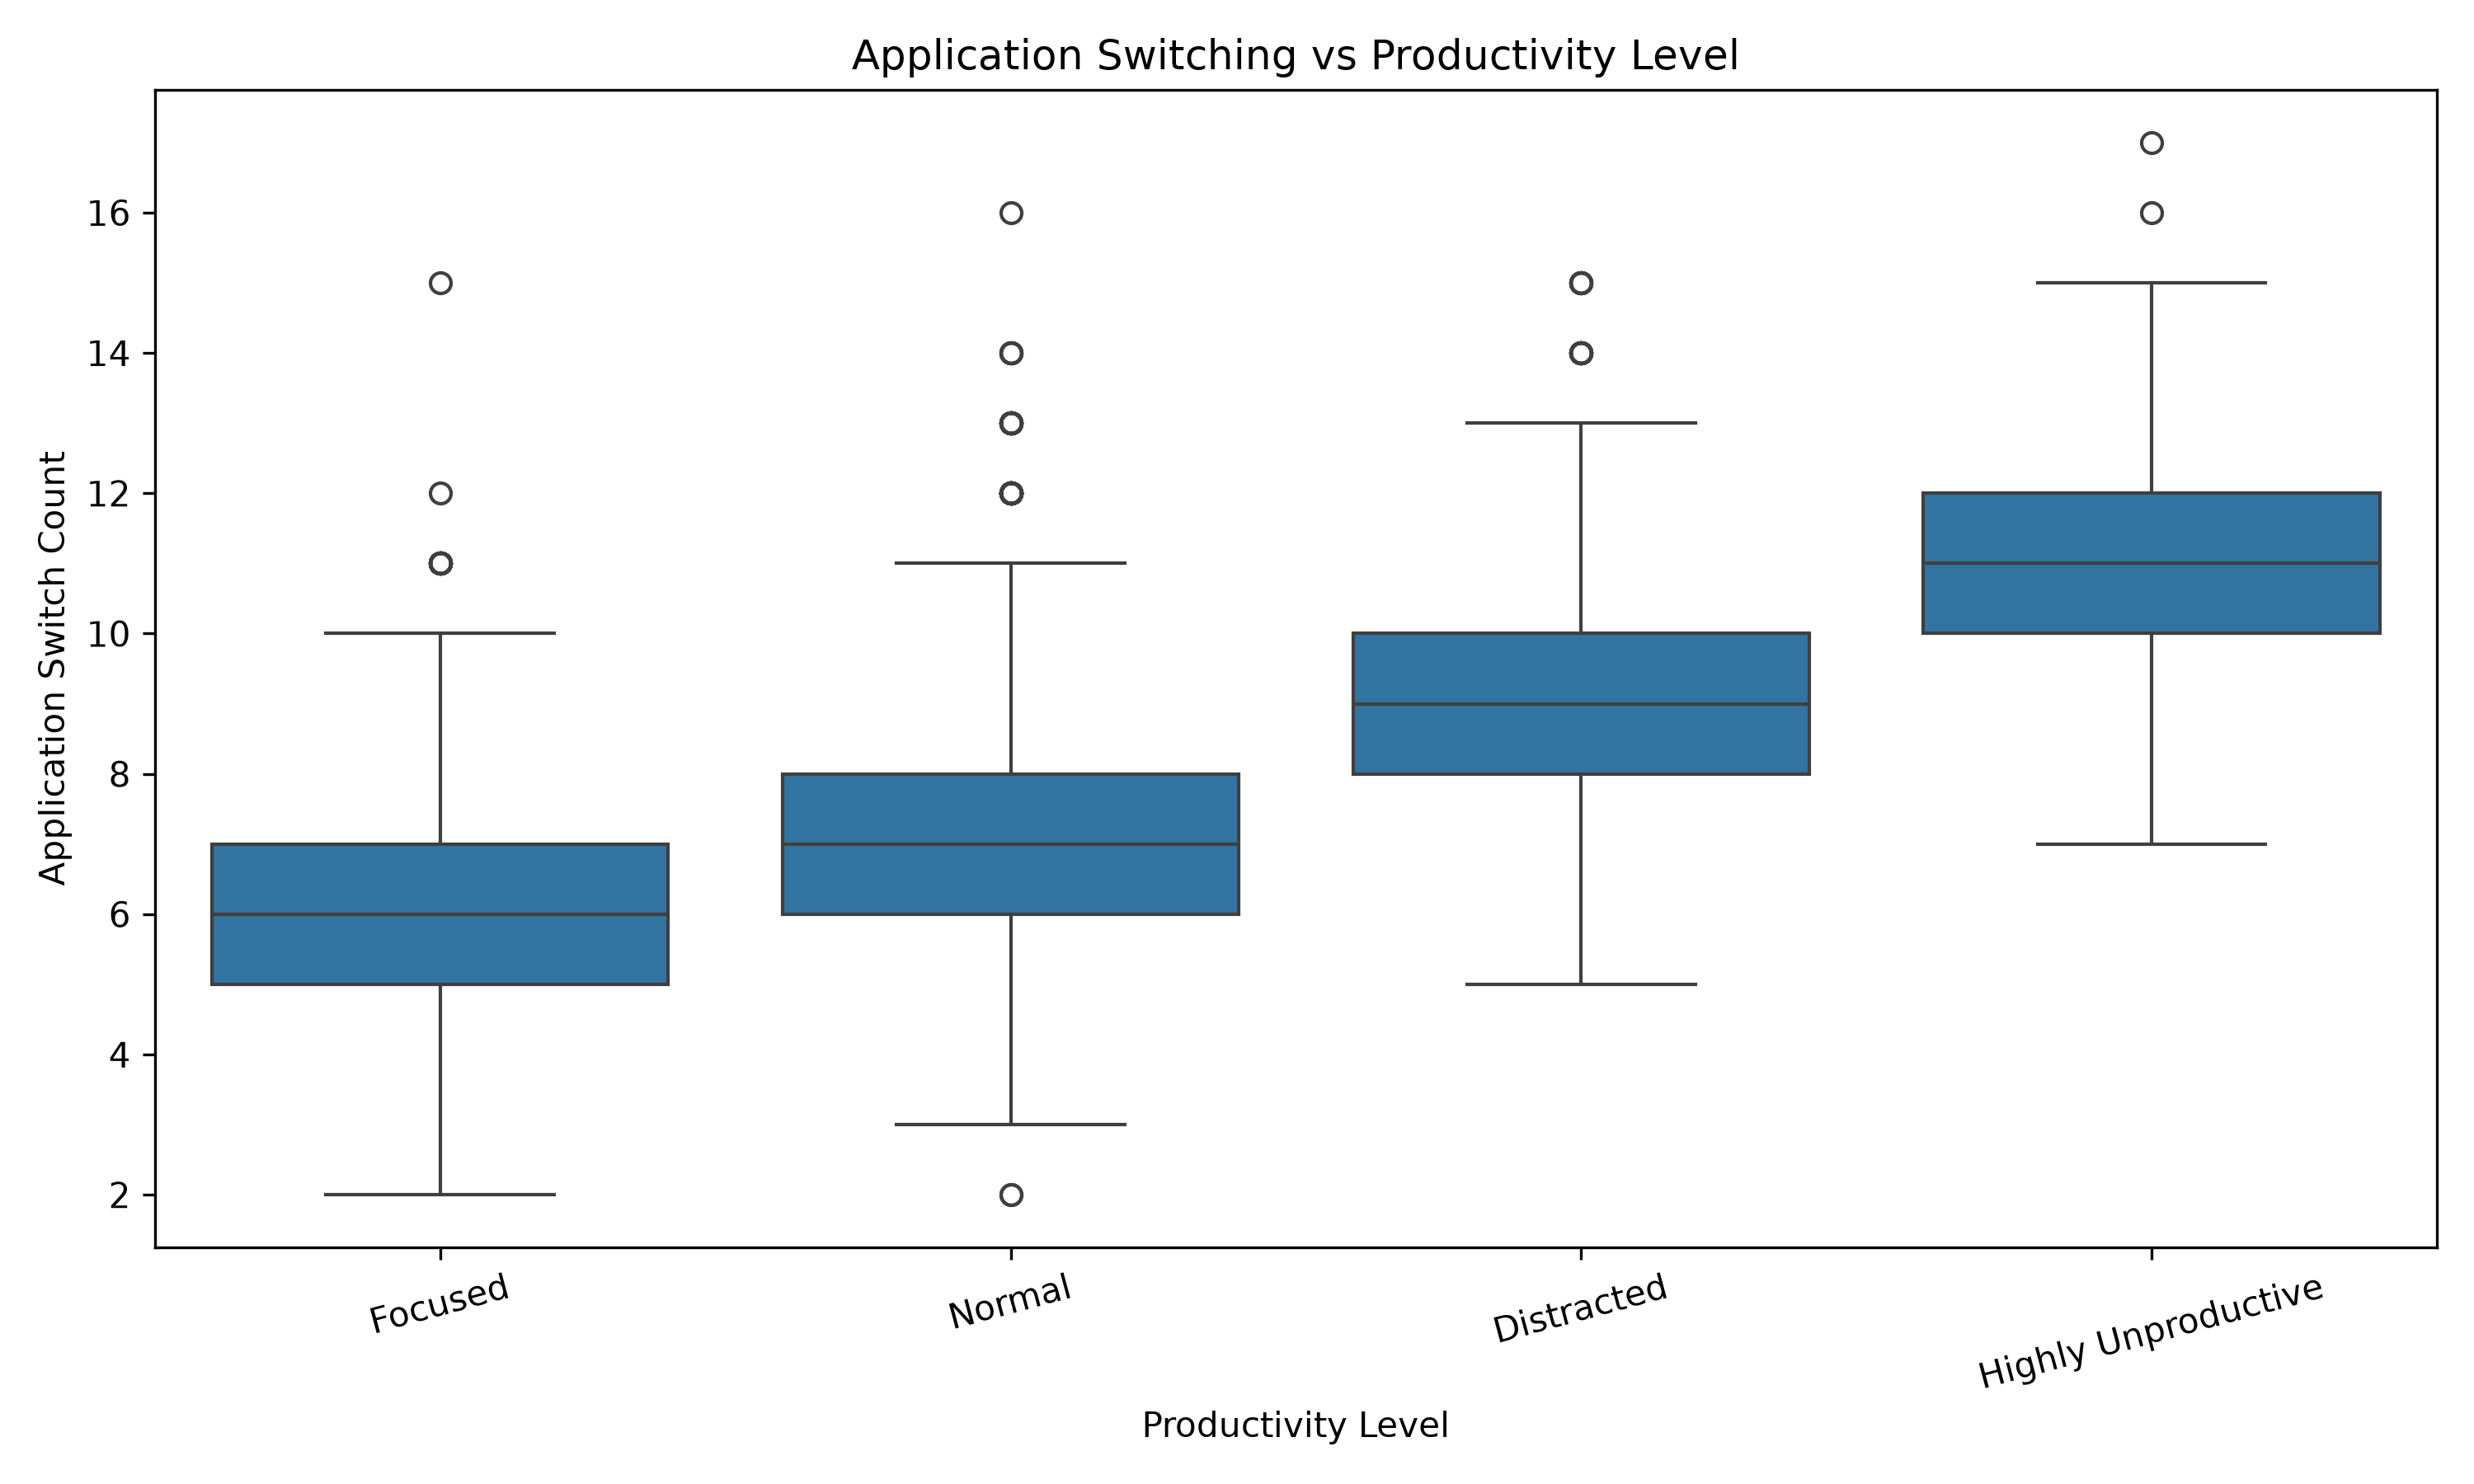 Application Switching vs Productivity Level
Application Switch Count
16
14
12
10
8
6
4
2
Focused
Normal
Distracted
Highly Unproductive
Productivity Level